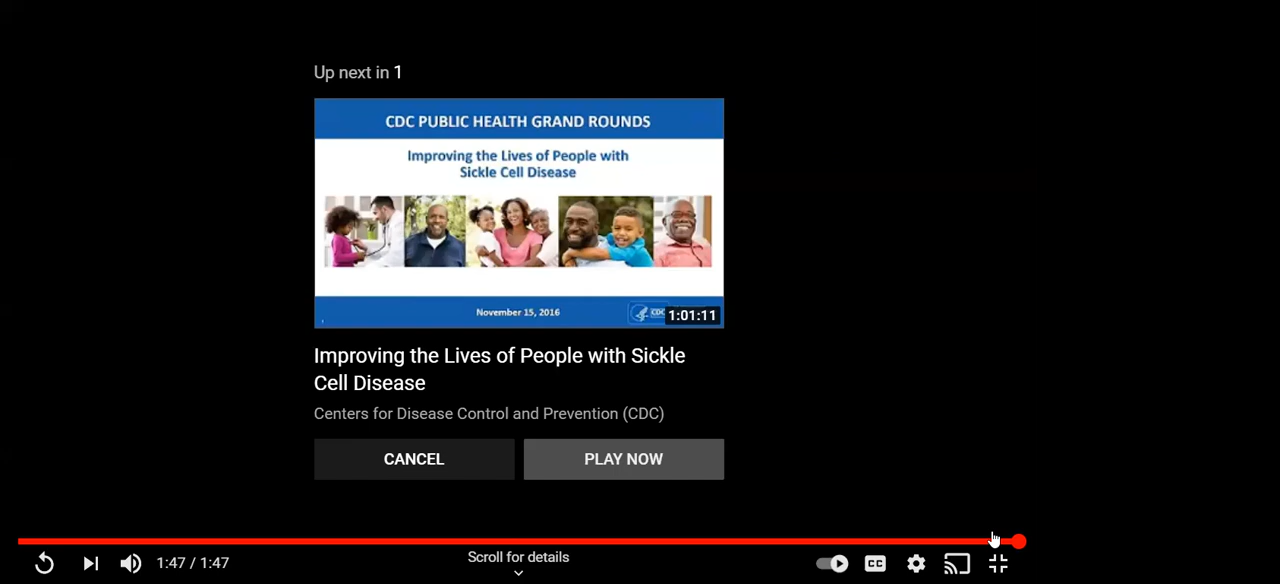 Up next in 1
CDC PUBLIC HEALTH GRAND ROUNDS
Improving the Lives of People with
Sickle Cell Disease
November 15, 2016
CDC
1:01:11
Improving the Lives of People with Sickle
Cell Disease
Centers for Disease Control and Prevention (CDC)
CANCEL
PLAY NOW
1:47 / 1:47
Scroll for details
CC